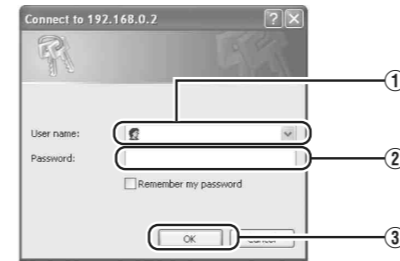 Connect to 192.168.0.2
①
User name:
Password:
②
Remember my password
OK
③